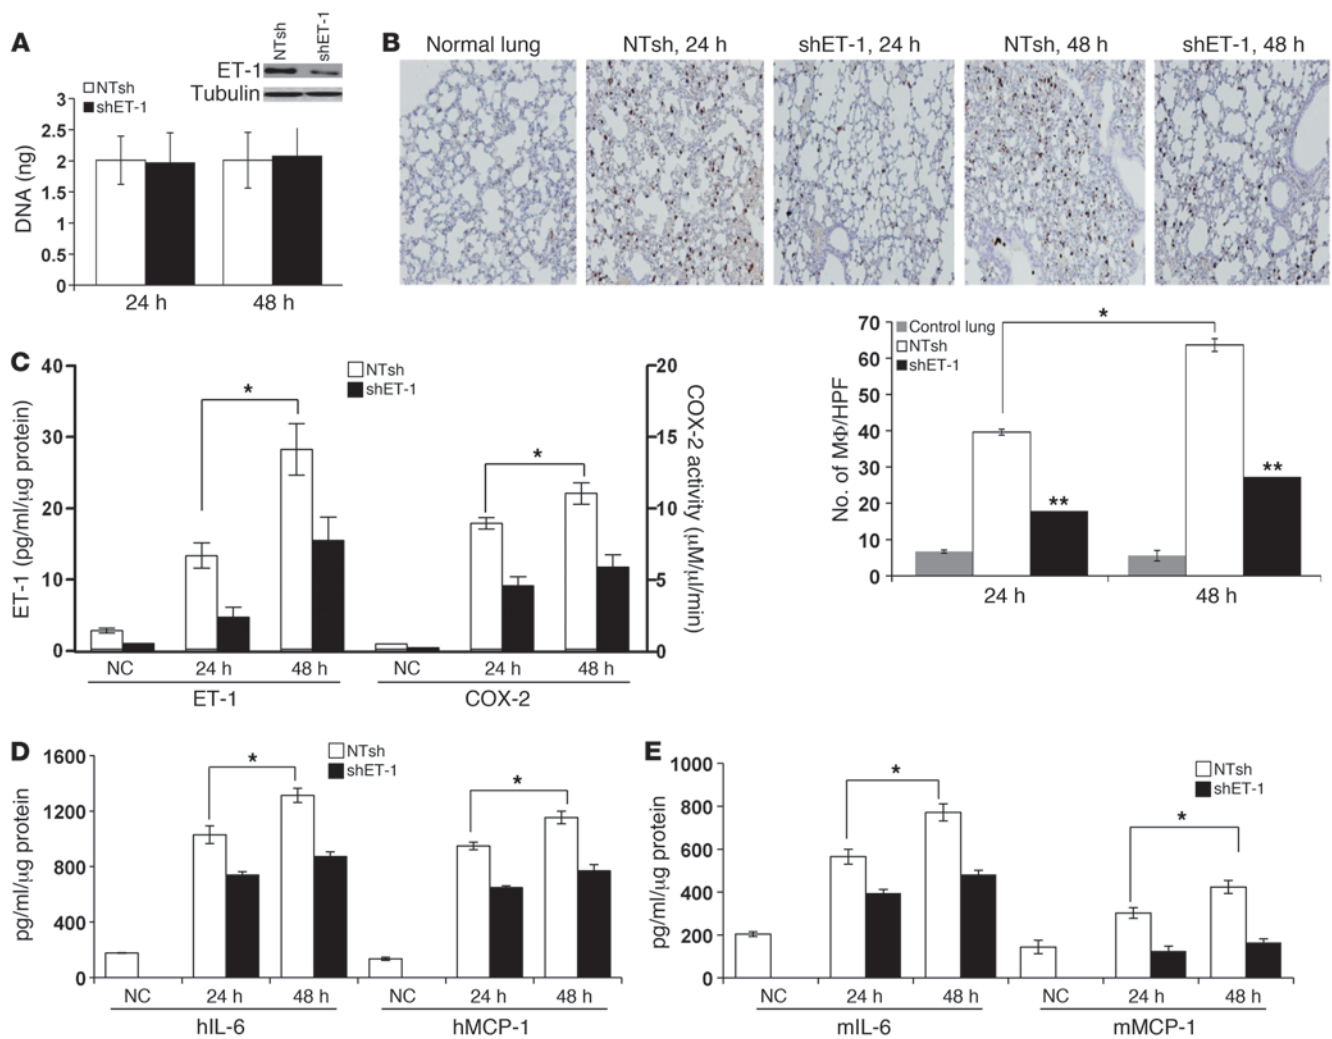 A
NTsh
shET-1
ET-1
Tubulin
NTsh
shET-1
DNA (ng)
3
2.5
2
1.5
1
0.5
0
24 h
48 h
B
Normal lung
NTsh, 24 h
shET-1, 24 h
NTsh, 48 h
shET-1, 48 h
No. of MΦ/HPF
70
60
50
40
30
20
10
0
Control lung
NTsh
shET-1
*
**
**
24 h
48 h
C
ET-1 (pg/ml/µg protein)
40
30
20
10
0
NTsh
shET-1
*
*
20
15
10
5
0
COX-2 activity (µM/µl/min)
NC
24 h
48 h
NC
24 h
48 h
ET-1
COX-2
D
pg/ml/µg protein
1600
1200
800
400
0
NTsh
shET-1
*
*
NC
24 h
48 h
NC
24 h
48 h
hIL-6
hMCP-1
E
pg/ml/µg protein
1000
800
600
400
200
0
NTsh
shET-1
*
*
NC
24 h
48 h
NC
24 h
48 h
mIL-6
mMCP-1